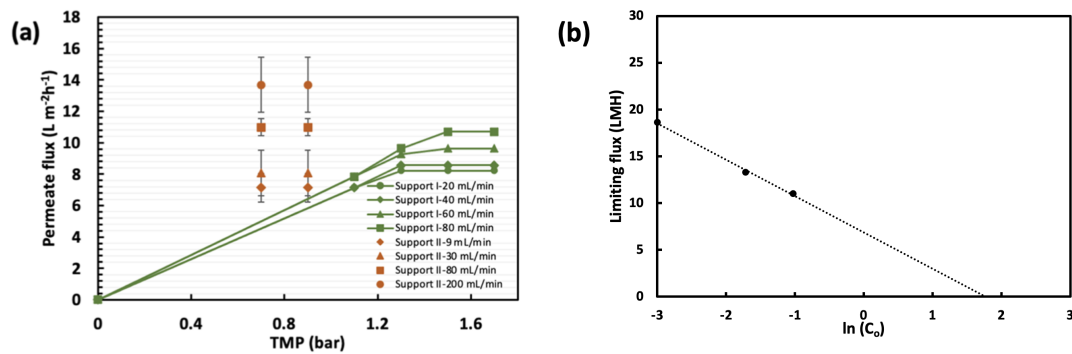 (a)
18
16
14
12
10
8
6
4
2
0
Permeate flux (L m⁻²h⁻¹)
0
0.4
0.8
1.2
1.6
TMP (bar)
Support I-20 mL/min
Support I-40 mL/min
Support I-60 mL/min
Support I-80 mL/min
Support II-9 mL/min
Support II-30 mL/min
Support II-80 mL/min
Support II-200 mL/min
(b)
30
25
20
15
10
5
0
Limiting flux (LMH)
-3
-2
-1
0
1
2
3
ln (Cₒ)